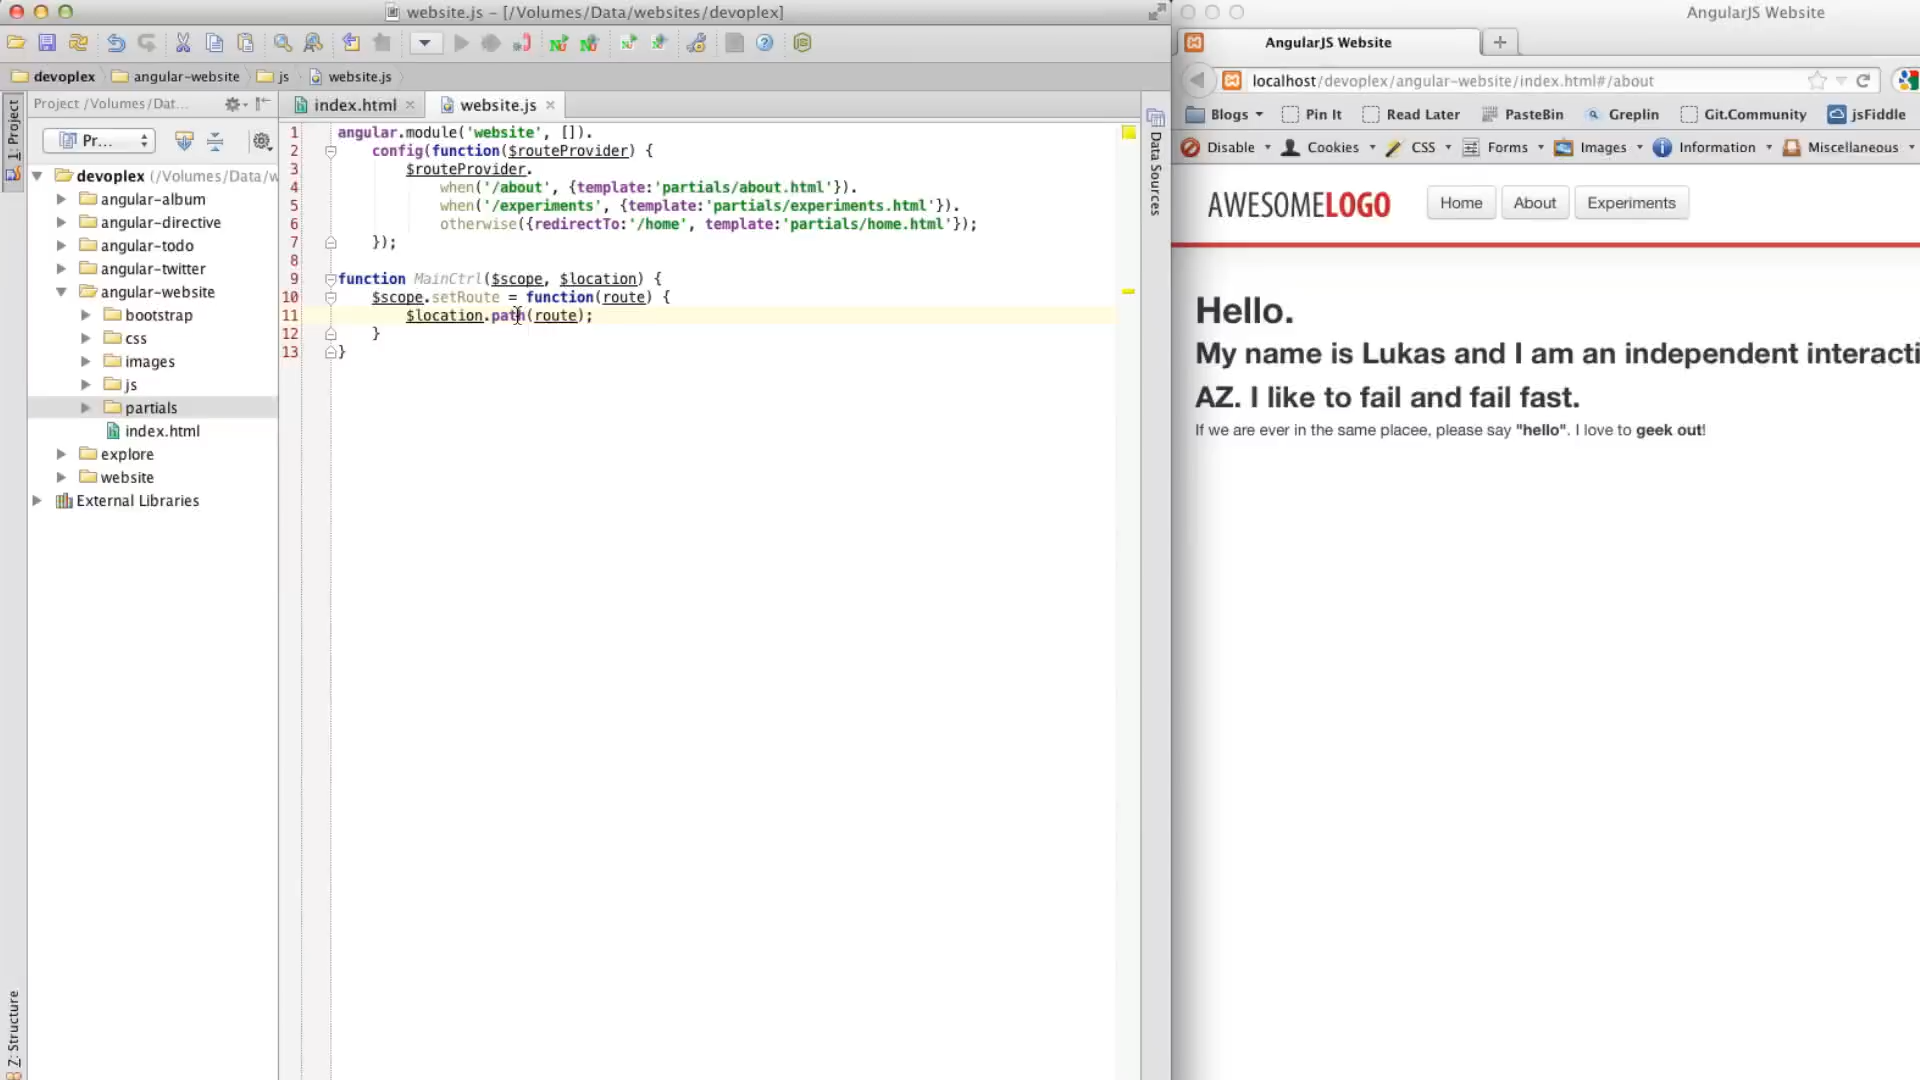 website.js – [/Volumes/Data/websites/devoplex]
devoplex angular-website js website.js
1: Project
Project /Volumes/Dat...
Pr...
devoplex (/Volumes/Data/w
angular-album
angular-directive
angular-todo
angular-twitter
angular-website
bootstrap
css
images
js
partials
index.html
explore
website
External Libraries
Z: Structure
index.html website.js
1 angular.module('website', []).
2 config(function($routeProvider) {
3 $routeProvider.
4 when('/about', {template:'partials/about.html'}).
5 when('/experiments', {template:'partials/experiments.html'}).
6 otherwise({redirectTo:'/home', template:'partials/home.html'});
7 });
8
9 function MainCtrl($scope, $location) {
10 $scope.setRoute = function(route) {
11 $location.path(route);
12 }
13 }
Data Sources
AngularJS Website
AngularJS Website
localhost/devoplex/angular-website/index.html#/about
Blogs Pin It Read Later PasteBin Greplin Git.Community jsFiddle
Disable Cookies CSS Forms Images Information Miscellaneous
AWESOMELOGO Home About Experiments
Hello.
My name is Lukas and I am an independent interacti
AZ. I like to fail and fail fast.
If we are ever in the same placee, please say "hello". I love to geek out!